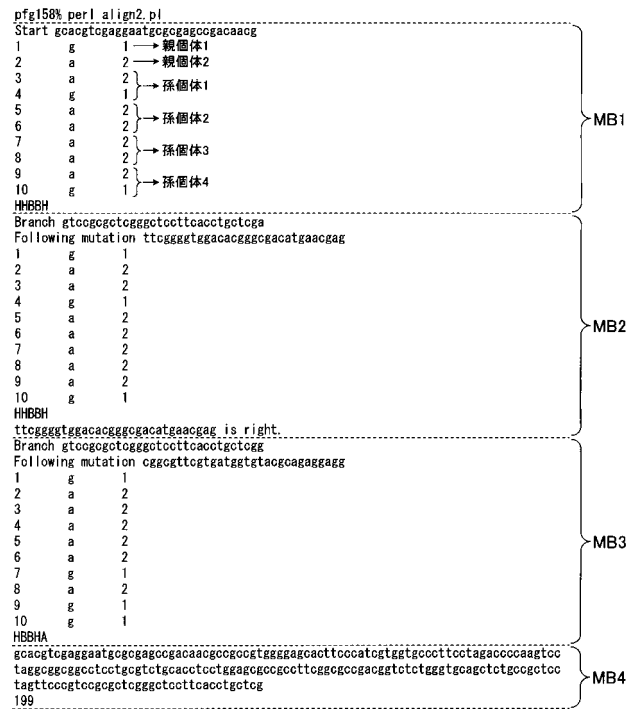 pfg158% perl align2.pl
Start gcacgtcgaggaatgcgcgagccgacaacg
1 g 1 → 親個体1
2 a 2 → 親個体2
3 a 2
4 g 1 → 孫個体1
5 a 2
6 a 2 → 孫個体2
7 a 2
8 a 2 → 孫個体3
9 a 2
10 g 1 → 孫個体4
HHBBH
MB1
Branch gtccgcgctcgggctccttcacctgctcga
Following mutation ttcggggtggacacgggcgacatgaacgag
1 g 1
2 a 2
3 a 2
4 g 1
5 a 2
6 a 2
7 a 2
8 a 2
9 a 2
10 g 1
HHBBH
ttcggggtggacacgggcgacatgaacgag is right.
MB2
Branch gtccgcgctcgggctccttcacctgctcgg
Following mutation cggcgttcgtgatggtgtacgcagaggagg
1 g 1
2 a 2
3 a 2
4 a 2
5 a 2
6 a 2
7 g 1
8 a 2
9 g 1
10 g 1
HBBHA
MB3
gcacgtcgaggaatgcgcgagccgacaacgccgccgtggggagcacttcccatcgtggtgcccttcctagaccccaagtcc
taggcggcggcctcctgcgtctgcacctcctggagcgccgccttcggcgccgacggtctctgggtgcagctctgccgctcc
tagttcccgtccgcgctcgggctccttcacctgctcg
199
MB4